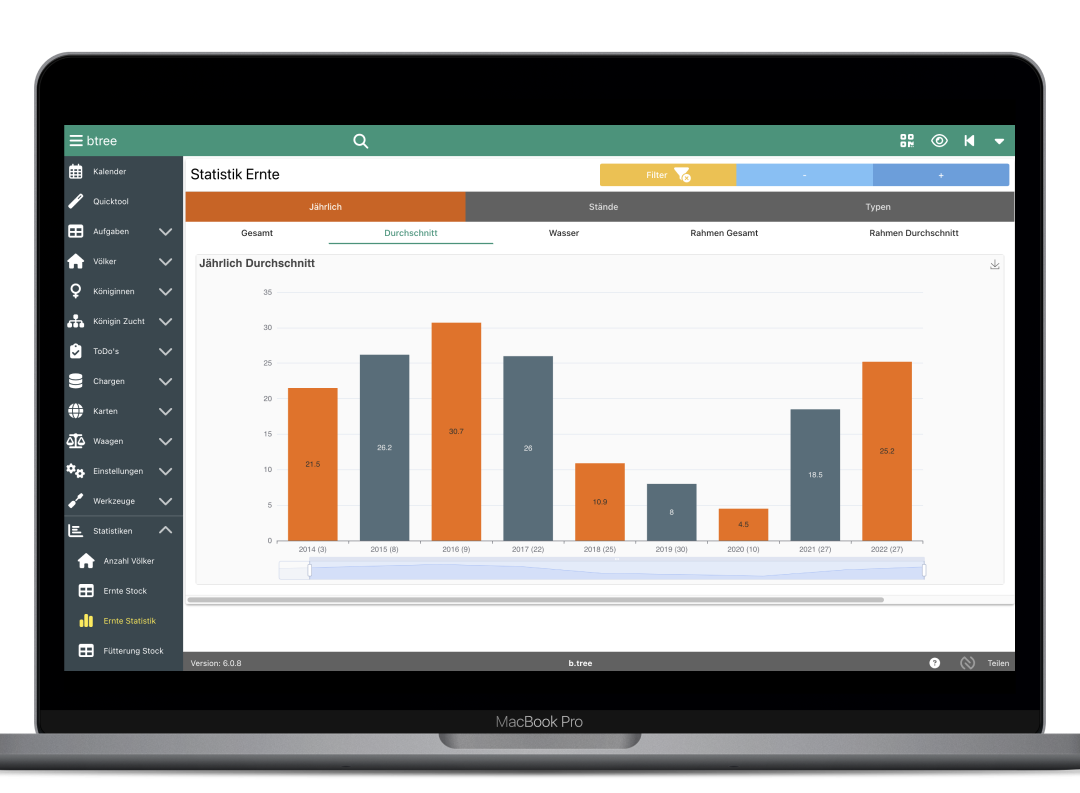 btree
Kalender
Quicktool
Aufgaben
Völker
Königinnen
Königin Zucht
ToDo's
Chargen
Karten
Waagen
Einstellungen
Werkzeuge
Statistiken
Anzahl Völker
Ernte Stock
Ernte Statistik
Fütterung Stock
Statistik Ernte
Filter - +
Jährlich Stände Typen
Gesamt Durchschnitt Wasser Rahmen Gesamt Rahmen Durchschnitt
Jährlich Durchschnitt
35
30
25
20
15
10
5
0
21.5 26.2 30.7 26 10.9 8 4.5 18.5 25.2
2014 (3) 2015 (8) 2016 (9) 2017 (22) 2018 (25) 2019 (30) 2020 (10) 2021 (27) 2022 (27)
Version: 6.0.8 b.tree ? Teilen
MacBook Pro